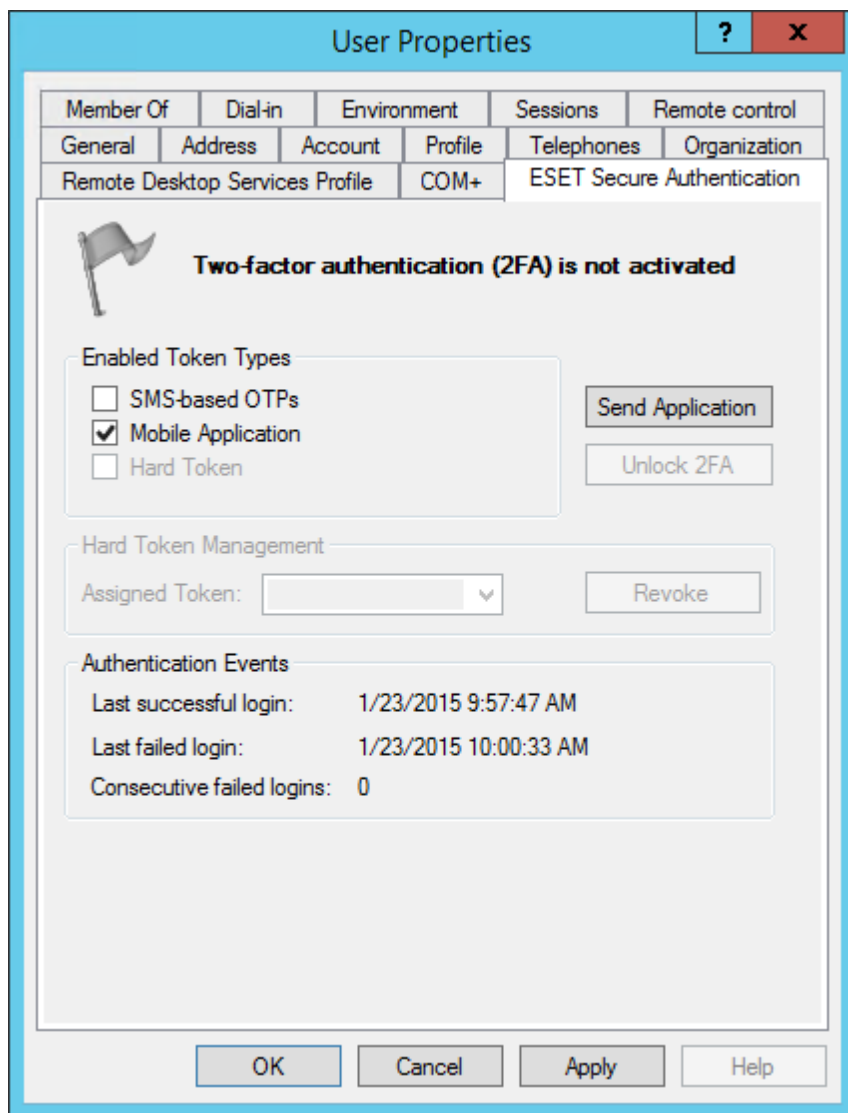 User Properties
?
x
Member Of Dial-in Environment Sessions Remote control
General Address Account Profile Telephones Organization
Remote Desktop Services Profile COM+ ESET Secure Authentication
Two-factor authentication (2FA) is not activated
Enabled Token Types
SMS-based OTPs
Mobile Application
Hard Token
Send Application
Unlock 2FA
Hard Token Management
Assigned Token:
Revoke
Authentication Events
Last successful login: 1/23/2015 9:57:47 AM
Last failed login: 1/23/2015 10:00:33 AM
Consecutive failed logins: 0
OK Cancel Apply Help